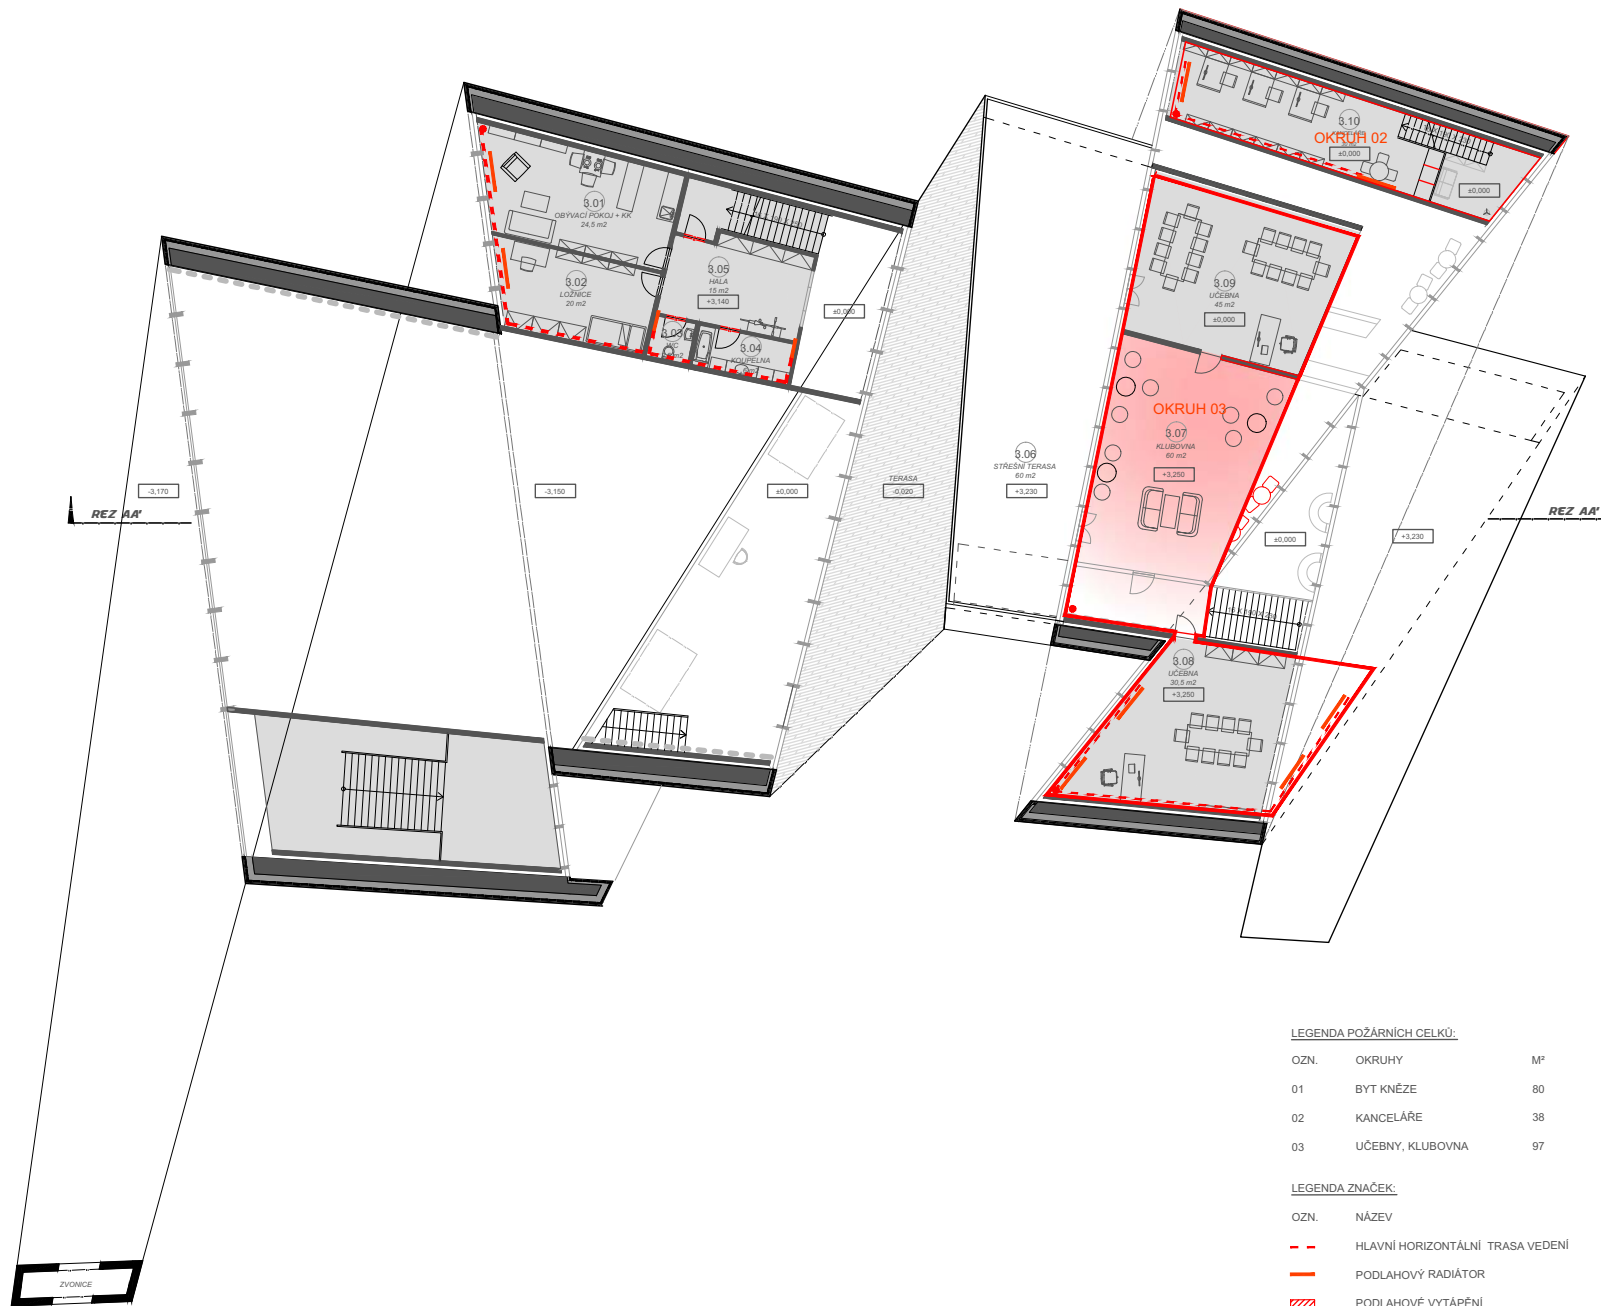 3.10
OKRUH 02
±0,000
±0,000
3.01
OBÝVACÍ POKOJ + KK
24,5 m2
3.02
LOŽNICE
20 m2
3.05
HALA
15 m2
+3,140
±0,000
3.03
WC
3.04
KOUPELNA
3.09
UČEBNA
45 m2
±0,000
OKRUH 03
3.07
KLUBOVNA
60 m2
+3,250
3.06
STŘEŠNÍ TERASA
60 m2
+3,230
TERASA
-0,020
-3,170
-3,150
±0,000
±0,000
+3,230
REZ AA'
REZ AA'
3.08
UČEBNA
30,5 m2
+3,250
LEGENDA POŽÁRNÍCH CELKŮ:
OZN. OKRUHY M²
01 BYT KNĚZE 80
02 KANCELÁŘE 38
03 UČEBNY, KLUBOVNA 97
LEGENDA ZNAČEK:
OZN. NÁZEV
HLAVNÍ HORIZONTÁLNÍ TRASA VEDENÍ
PODLAHOVÝ RADIÁTOR
PODLAHOVÉ VYTÁPĚNÍ
ZVONICE